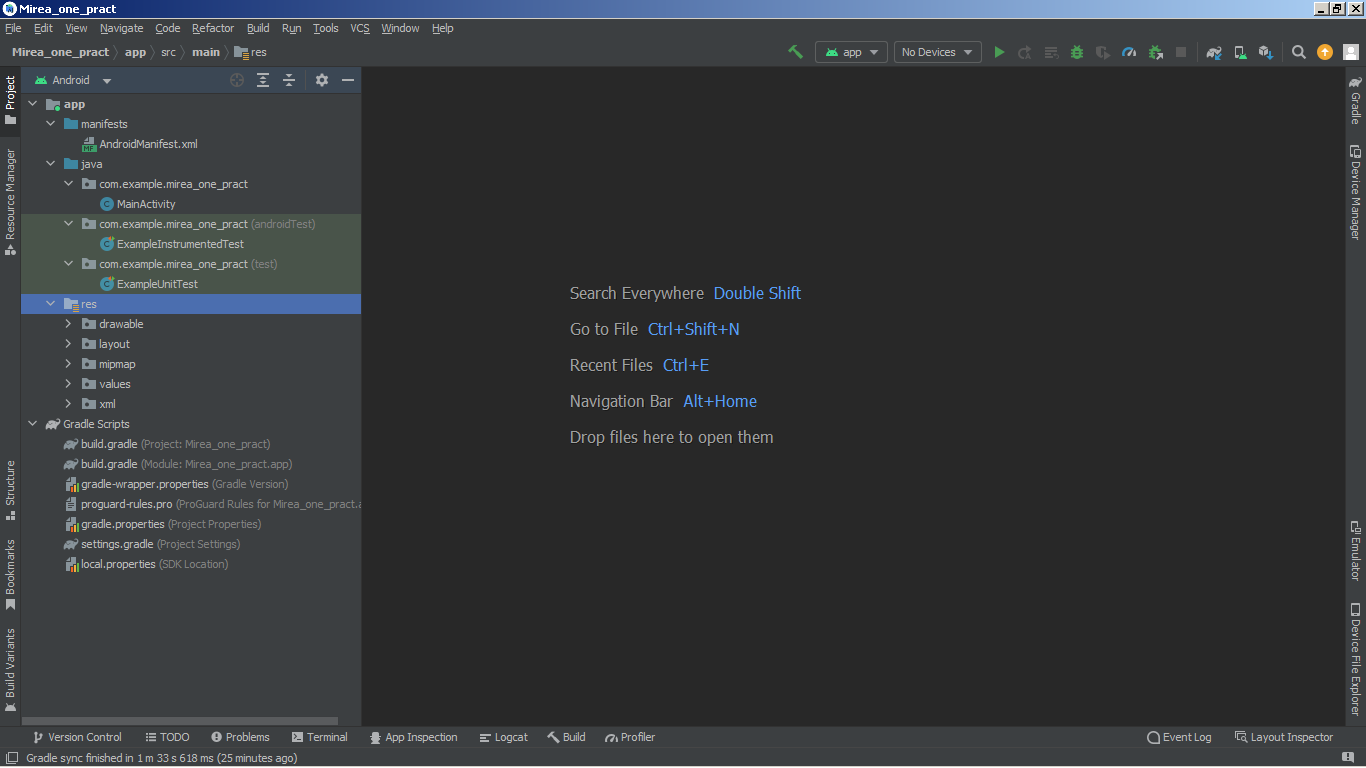 Mirea_one_pract
File Edit View Navigate Code Refactor Build Run Tools VCS Window Help
Mirea_one_pract app src main res app No Devices
Project
Resource Manager
Structure
Bookmarks
Build Variants
Android
app
manifests
AndroidManifest.xml
java
com.example.mirea_one_pract
MainActivity
com.example.mirea_one_pract (androidTest)
ExampleInstrumentedTest
com.example.mirea_one_pract (test)
ExampleUnitTest
res
drawable
layout
mipmap
values
xml
Gradle Scripts
build.gradle (Project: Mirea_one_pract)
build.gradle (Module: Mirea_one_pract.app)
gradle-wrapper.properties (Gradle Version)
proguard-rules.pro (ProGuard Rules for Mirea_one_pract.a
gradle.properties (Project Properties)
settings.gradle (Project Settings)
local.properties (SDK Location)
Search Everywhere Double Shift
Go to File Ctrl+Shift+N
Recent Files Ctrl+E
Navigation Bar Alt+Home
Drop files here to open them
Gradle
Device Manager
Emulator
Device File Explorer
Version Control TODO Problems Terminal App Inspection Logcat Build Profiler Event Log Layout Inspector
Gradle sync finished in 1 m 33 s 618 ms (25 minutes ago)